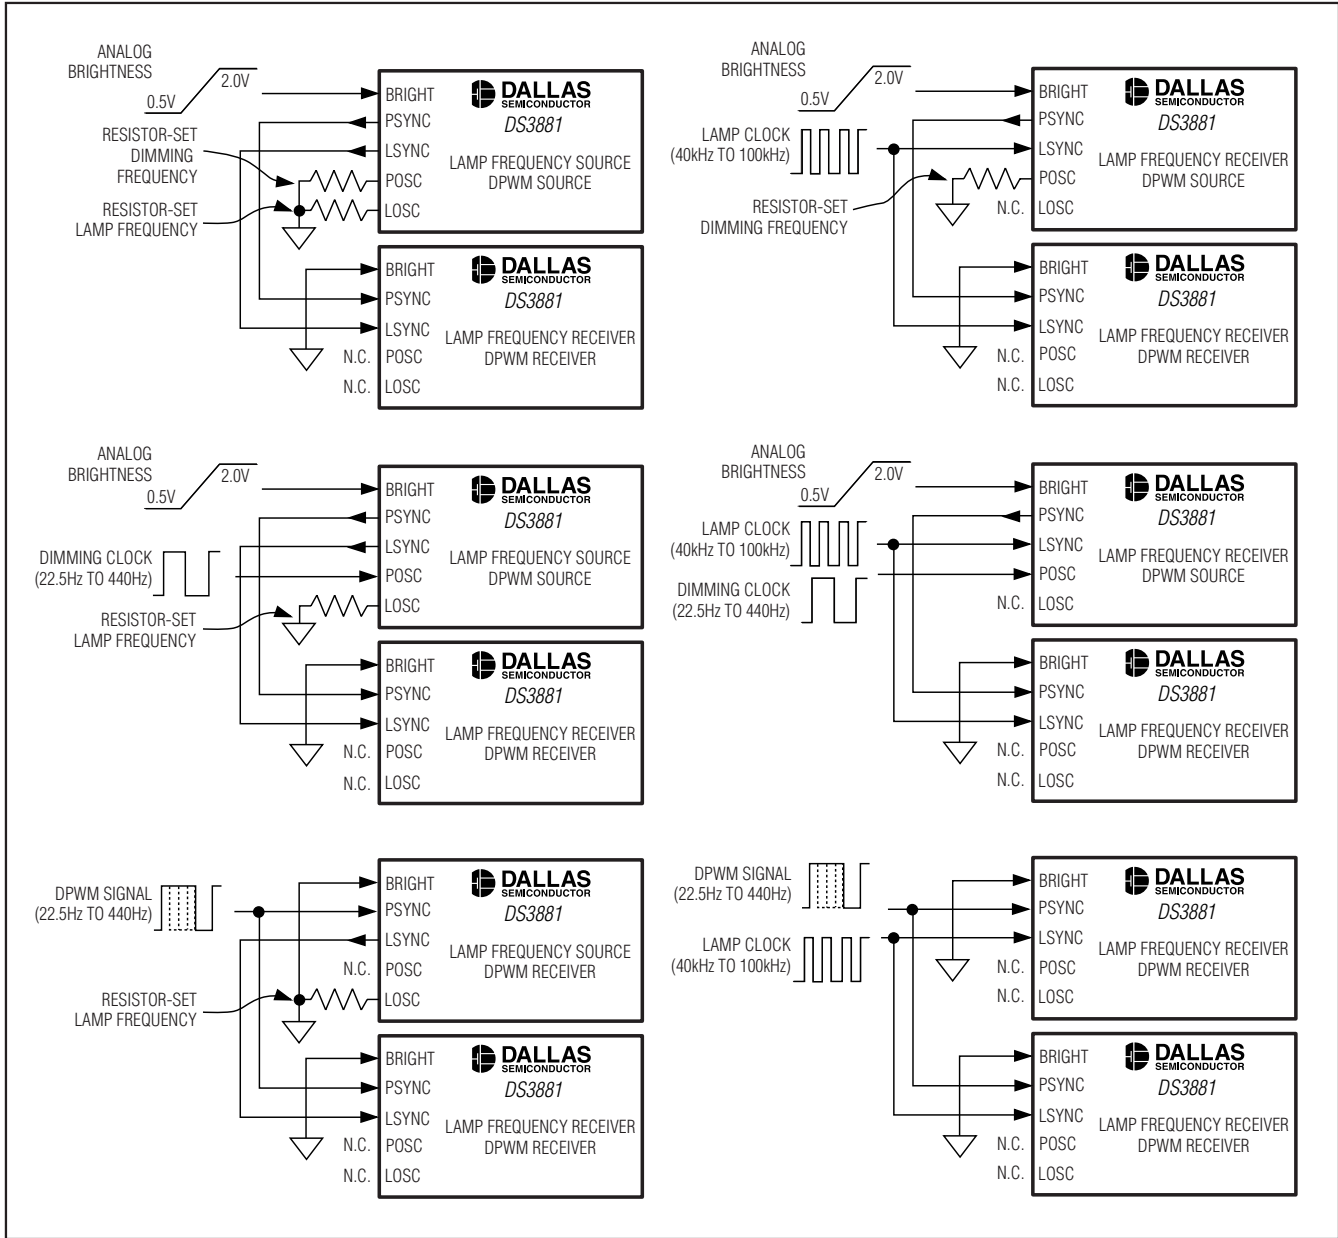 ANALOG
BRIGHTNESS
0.5V
2.0V
RESISTOR-SET
DIMMING
FREQUENCY
RESISTOR-SET
LAMP FREQUENCY
BRIGHT
PSYNC
LSYNC
POSC
LOSC
DALLAS
SEMICONDUCTOR
DS3881
LAMP FREQUENCY SOURCE
DPWM SOURCE
BRIGHT
PSYNC
LSYNC
N.C. POSC
N.C. LOSC
DALLAS
SEMICONDUCTOR
DS3881
LAMP FREQUENCY RECEIVER
DPWM RECEIVER
ANALOG
BRIGHTNESS
0.5V
2.0V
LAMP CLOCK
(40kHz TO 100kHz)
RESISTOR-SET
DIMMING FREQUENCY
BRIGHT
PSYNC
LSYNC
POSC
N.C. LOSC
DALLAS
SEMICONDUCTOR
DS3881
LAMP FREQUENCY RECEIVER
DPWM SOURCE
BRIGHT
PSYNC
LSYNC
N.C. POSC
N.C. LOSC
DALLAS
SEMICONDUCTOR
DS3881
LAMP FREQUENCY RECEIVER
DPWM RECEIVER
ANALOG
BRIGHTNESS
0.5V
2.0V
DIMMING CLOCK
(22.5Hz TO 440Hz)
RESISTOR-SET
LAMP FREQUENCY
BRIGHT
PSYNC
LSYNC
POSC
LOSC
DALLAS
SEMICONDUCTOR
DS3881
LAMP FREQUENCY SOURCE
DPWM SOURCE
BRIGHT
PSYNC
LSYNC
N.C. POSC
N.C. LOSC
DALLAS
SEMICONDUCTOR
DS3881
LAMP FREQUENCY RECEIVER
DPWM RECEIVER
ANALOG
BRIGHTNESS
0.5V
2.0V
LAMP CLOCK
(40kHz TO 100kHz)
DIMMING CLOCK
(22.5Hz TO 440Hz)
BRIGHT
PSYNC
LSYNC
POSC
N.C. LOSC
DALLAS
SEMICONDUCTOR
DS3881
LAMP FREQUENCY RECEIVER
DPWM SOURCE
BRIGHT
PSYNC
LSYNC
N.C. POSC
N.C. LOSC
DALLAS
SEMICONDUCTOR
DS3881
LAMP FREQUENCY RECEIVER
DPWM RECEIVER
DPWM SIGNAL
(22.5Hz TO 440Hz)
RESISTOR-SET
LAMP FREQUENCY
BRIGHT
PSYNC
LSYNC
N.C. POSC
LOSC
DALLAS
SEMICONDUCTOR
DS3881
LAMP FREQUENCY SOURCE
DPWM RECEIVER
BRIGHT
PSYNC
LSYNC
N.C. POSC
N.C. LOSC
DALLAS
SEMICONDUCTOR
DS3881
LAMP FREQUENCY RECEIVER
DPWM RECEIVER
DPWM SIGNAL
(22.5Hz TO 440Hz)
LAMP CLOCK
(40kHz TO 100kHz)
BRIGHT
PSYNC
LSYNC
N.C. POSC
N.C. LOSC
DALLAS
SEMICONDUCTOR
DS3881
LAMP FREQUENCY RECEIVER
DPWM RECEIVER
BRIGHT
PSYNC
LSYNC
N.C. POSC
N.C. LOSC
DALLAS
SEMICONDUCTOR
DS3881
LAMP FREQUENCY RECEIVER
DPWM RECEIVER